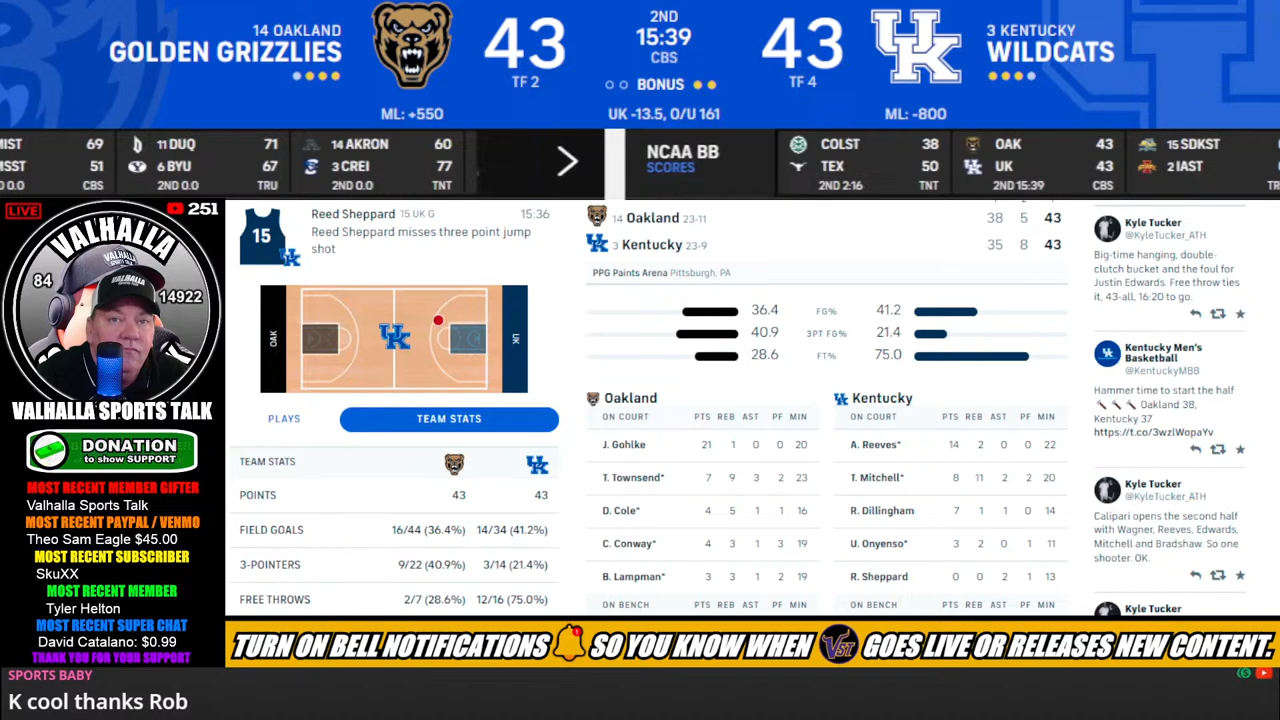 14 OAKLAND
GOLDEN GRIZZLIES
43
TF 2
ML: +550
2ND
15:39
CBS
BONUS
UK -13.5, O/U 161
43
TF 4
3 KENTUCKY
WILDCATS
ML: -800
MIST 69
MSST 51
0 0.0 CBS
11 DUQ 71
6 BYU 67
2ND 0.0 TRU
14 AKRON 60
3 CREI 77
2ND 0.0 TNT
NCAA BB
SCORES
COLST 38
TEX 50
2ND 2:16 TNT
OAK 43
UK 43
2ND 15:39 CBS
15 SDKST
2 IAST
LIVE
251
VALHALLA
84
14922
VALHALLA
VALHALLA SPORTS TALK
DONATION
to show SUPPORT
MOST RECENT MEMBER GIFTER
Valhalla Sports Talk
MOST RECENT PAYPAL / VENMO
Theo Sam Eagle $45.00
MOST RECENT SUBSCRIBER
SkuXX
MOST RECENT MEMBER
Tyler Helton
MOST RECENT SUPER CHAT
David Catalano: $0.99
THANK YOU FOR YOUR SUPPORT
15
Reed Sheppard 15 UK G 15:36
Reed Sheppard misses three point jump
shot
OAK
UK
UK
PLAYS
TEAM STATS
TEAM STATS
POINTS 43 43
FIELD GOALS 16/44 (36.4%) 14/34 (41.2%)
3-POINTERS 9/22 (40.9%) 3/14 (21.4%)
FREE THROWS 2/7 (28.6%) 12/16 (75.0%)
14 Oakland 23-11 38 5 43
3 Kentucky 23-9 35 8 43
PPG Paints Arena Pittsburgh, PA
36.4 FG% 41.2
40.9 3PT FG% 21.4
28.6 FT% 75.0
Oakland
ON COURT PTS REB AST PF MIN
J. Gohlke 21 1 0 0 20
T. Townsend* 7 9 3 2 23
D. Cole* 4 5 1 1 16
C. Conway* 4 3 1 3 19
B. Lampman* 3 3 1 2 19
ON BENCH PTS REB AST PF MIN
Kentucky
ON COURT PTS REB AST PF MIN
A. Reeves* 14 2 0 0 22
T. Mitchell* 8 11 2 2 20
R. Dillingham 7 1 1 0 14
U. Onyenso* 3 2 0 1 11
R. Sheppard 0 0 2 1 13
ON BENCH PTS REB AST PF MIN
Kyle Tucker
@KyleTucker_ATH
Big-time hanging, double-
clutch bucket and the foul for
Justin Edwards. Free throw ties
it, 43-all, 16:20 to go.
Kentucky Men's
Basketball
@KentuckyMBB
Hammer time to start the half
Oakland 38,
Kentucky 37
https://t.co/3wzlWopaYv
Kyle Tucker
@KyleTucker_ATH
Calipari opens the second half
with Wagner, Reeves, Edwards,
Mitchell and Bradshaw. So one
shooter. OK.
Kyle Tucker
TURN ON BELL NOTIFICATIONS SO YOU KNOW WHEN VST GOES LIVE OR RELEASES NEW CONTENT.
SPORTS BABY
K cool thanks Rob